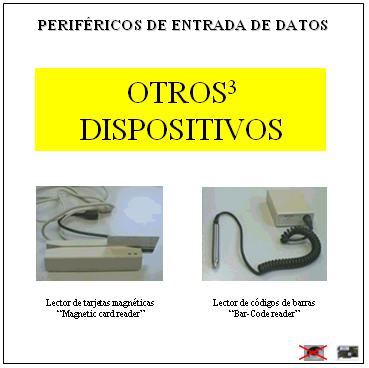 PERIFÉRICOS DE ENTRADA DE DATOS
OTROS³
DISPOSITIVOS
Lector de tarjetas magnéticas
“Magnetic card reader”
Lector de códigos de barras
“Bar-Code reader”